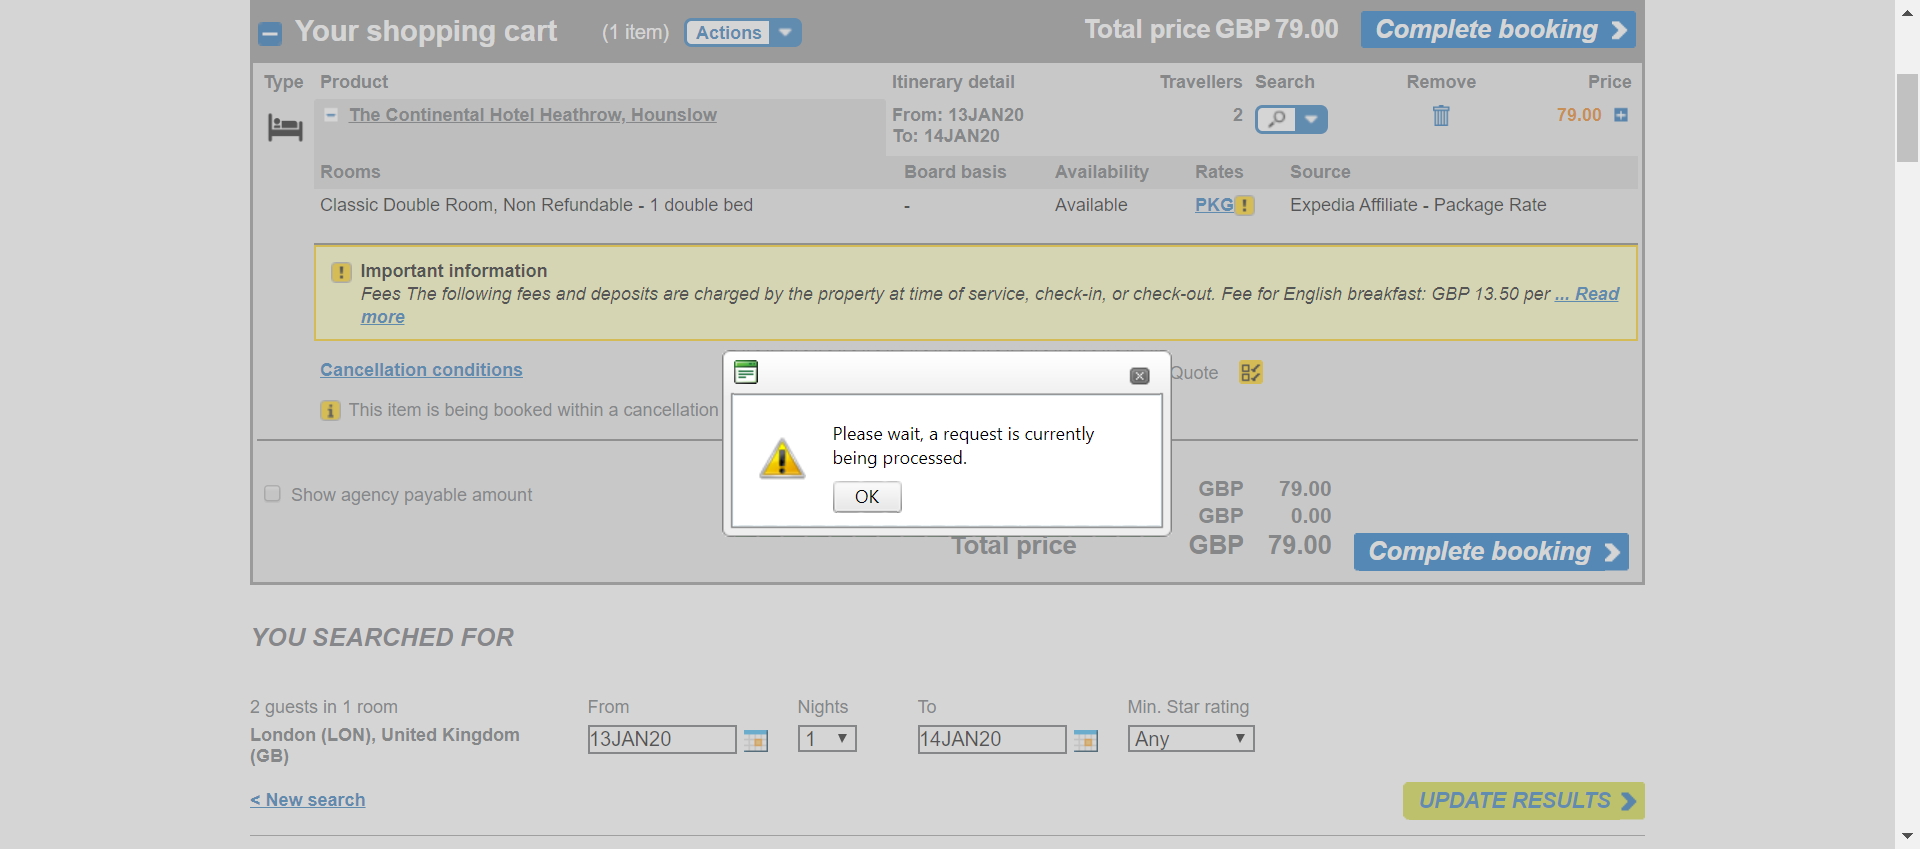 Your shopping cart (1 item) Actions Total price GBP 79.00 Complete booking
Type Product Itinerary detail Travellers Search Remove Price
The Continental Hotel Heathrow, Hounslow From: 13JAN20 2 79.00
To: 14JAN20
Rooms Board basis Availability Rates Source
Classic Double Room, Non Refundable - 1 double bed - Available PKG Expedia Affiliate - Package Rate
Important information
Fees The following fees and deposits are charged by the property at time of service, check-in, or check-out. Fee for English breakfast: GBP 13.50 per ... Read
more
Cancellation conditions Quote
This item is being booked within a cancellation
Please wait, a request is currently
being processed.
OK
Show agency payable amount GBP 79.00
GBP 0.00
Total price GBP 79.00 Complete booking
YOU SEARCHED FOR
2 guests in 1 room From Nights To Min. Star rating
London (LON), United Kingdom 13JAN20 1 14JAN20 Any
(GB)
< New search UPDATE RESULTS